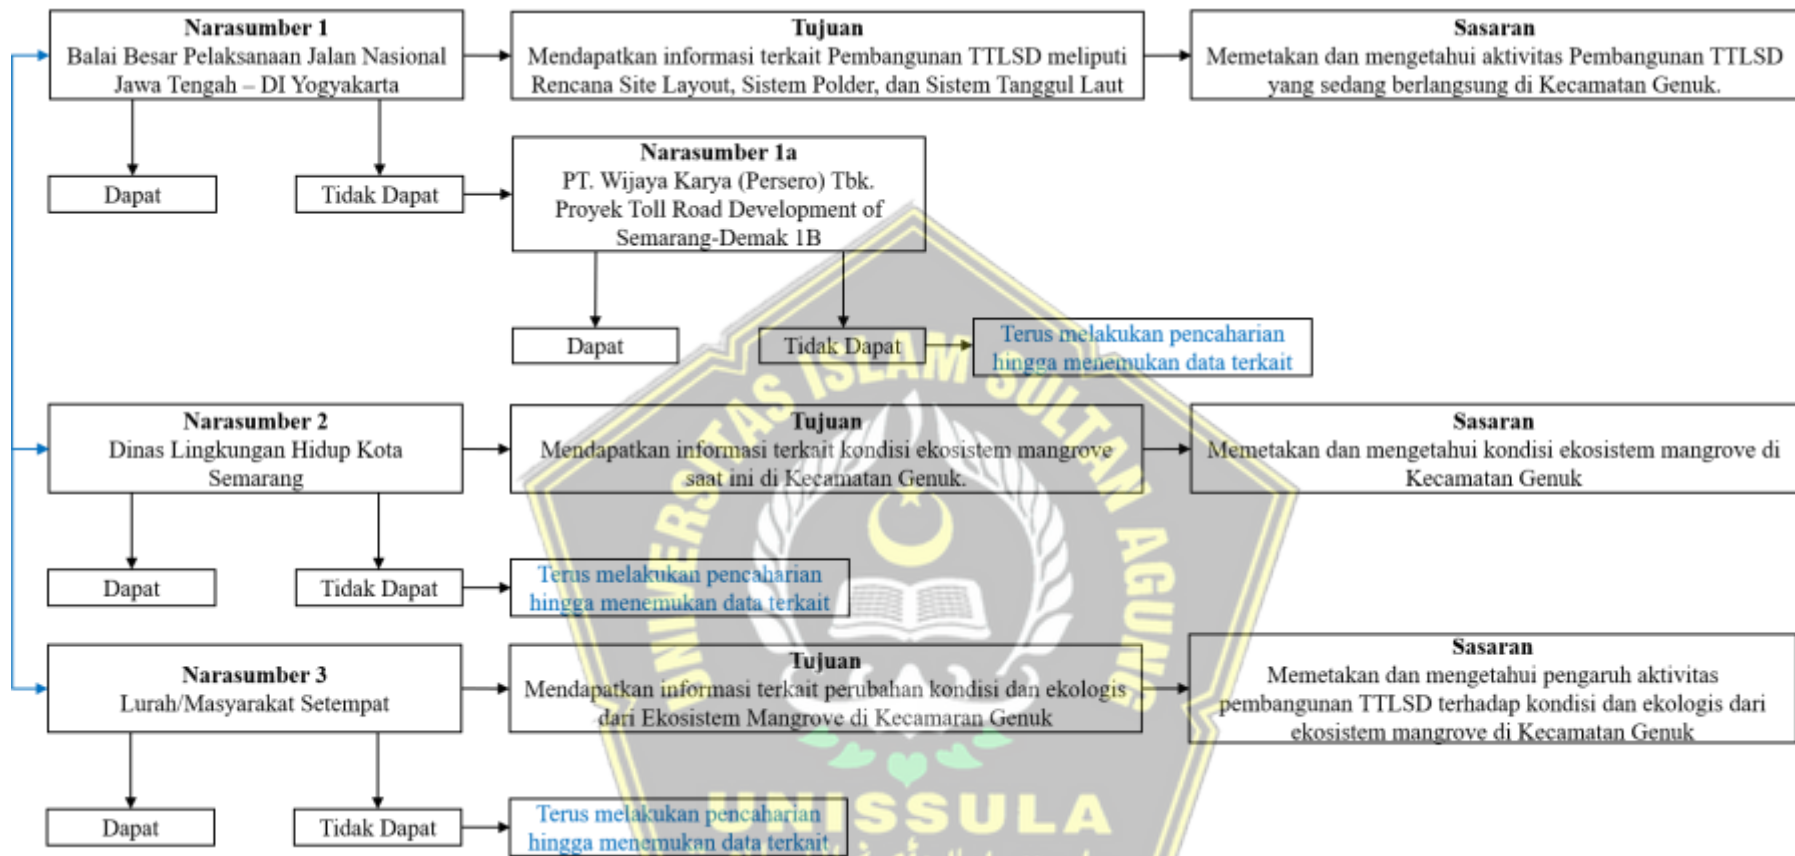 Narasumber 1
Balai Besar Pelaksanaan Jalan Nasional
Jawa Tengah – DI Yogyakarta
Tujuan
Mendapatkan informasi terkait Pembangunan TTLSD meliputi
Rencana Site Layout, Sistem Polder, dan Sistem Tanggul Laut
Sasaran
Memetakan dan mengetahui aktivitas Pembangunan TTLSD
yang sedang berlangsung di Kecamatan Genuk.
Dapat
Tidak Dapat
Narasumber 1a
PT. Wijaya Karya (Persero) Tbk.
Proyek Toll Road Development of
Semarang-Demak 1B
Dapat
Tidak Dapat
Terus melakukan pencaharian
hingga menemukan data terkait
Narasumber 2
Dinas Lingkungan Hidup Kota
Semarang
Tujuan
Mendapatkan informasi terkait kondisi ekosistem mangrove
saat ini di Kecamatan Genuk.
Sasaran
Memetakan dan mengetahui kondisi ekosistem mangrove di
Kecamatan Genuk
Dapat
Tidak Dapat
Terus melakukan pencaharian
hingga menemukan data terkait
Narasumber 3
Lurah/Masyarakat Setempat
Tujuan
Mendapatkan informasi terkait perubahan kondisi dan ekologis
dari Ekosistem Mangrove di Kecamaran Genuk
Sasaran
Memetakan dan mengetahui pengaruh aktivitas
pembangunan TTLSD terhadap kondisi dan ekologis dari
ekosistem mangrove di Kecamatan Genuk
Dapat
Tidak Dapat
Terus melakukan pencaharian
hingga menemukan data terkait
UNIVERSITAS ISLAM SULTAN AGUNG
UNISSULA